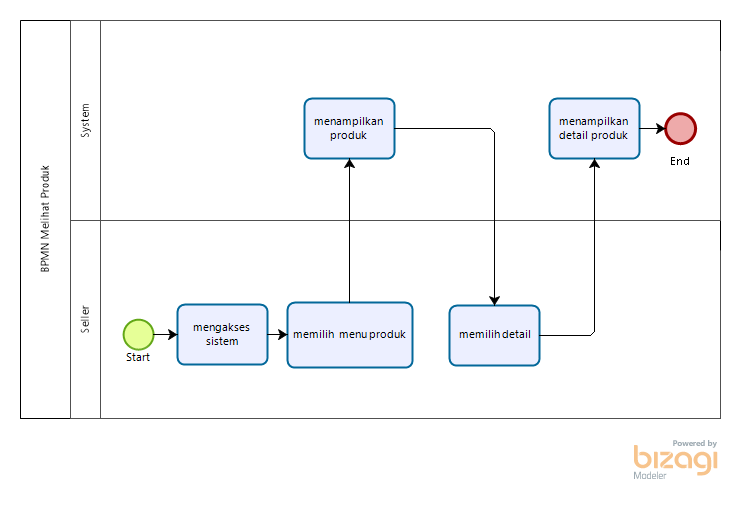 BPMN Melihat Produk
System
menampilkan
produk
menampilkan
detail produk
End
Seller
Start
mengakses
sistem
memilih menu produk
memilih detail
Powered by
bizagi
Modeler